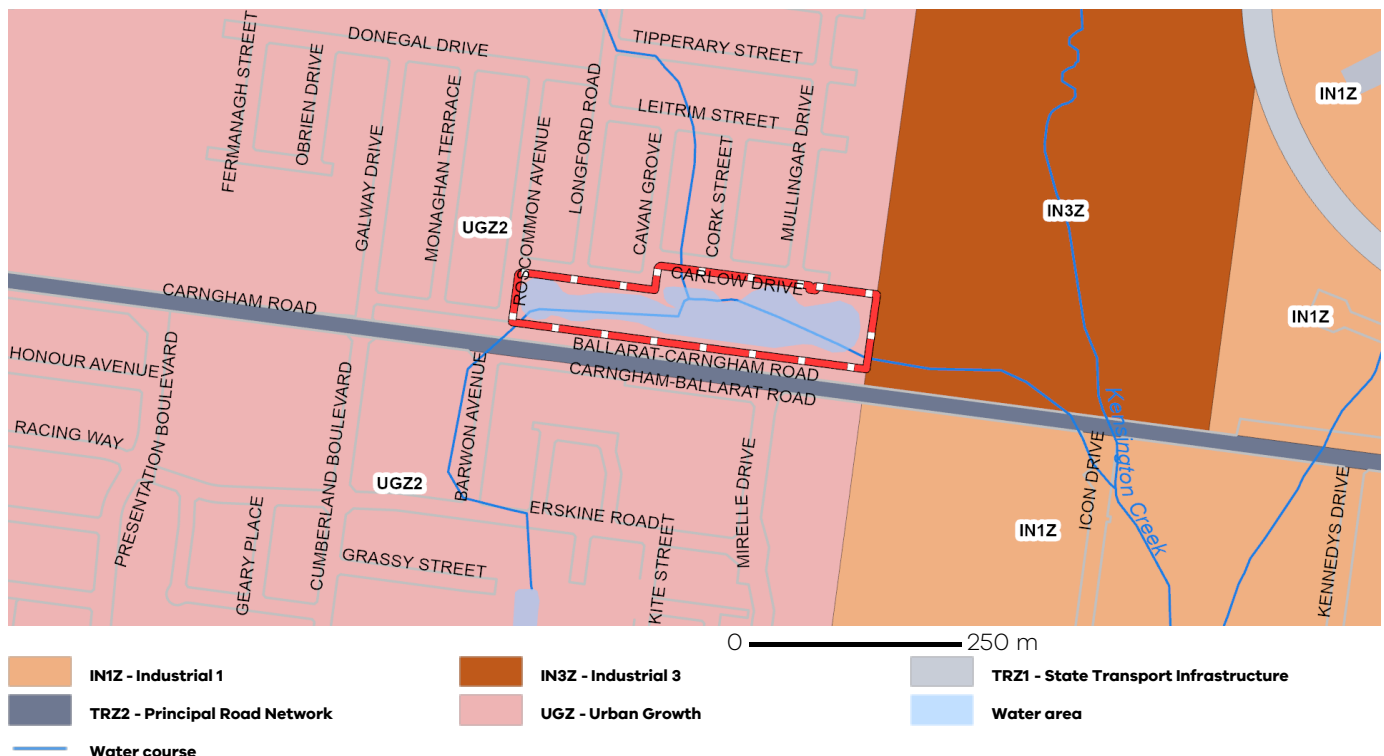 DONEGAL DRIVE
TIPPERARY STREET
FERMANAGH STREET
OBRIEN DRIVE
GALWAY DRIVE
MONAGHAN TERRACE
ROSCOMMON AVENUE
LONGFORD ROAD
LEITRIM STREET
CAVAN GROVE
CORK STREET
MULLINGAR DRIVE
IN1Z
IN3Z
UGZ2
CARLOW DRIVE
CARNGHAM ROAD
IN1Z
BALLARAT-CARNGHAM ROAD
CARNGHAM-BALLARAT ROAD
HONOUR AVENUE
PRESENTATION BOULEVARD
CUMBERLAND BOULEVARD
BARWON AVENUE
RACING WAY
UGZ2
Kensington Creek
ICON DRIVE
MIRELLE DRIVE
ERSKINE ROAD
IN1Z
KENNEDYS DRIVE
GEARY PLACE
GRASSY STREET
KITE STREET
0 250 m
IN1Z - Industrial 1
IN3Z - Industrial 3
TRZ1 - State Transport Infrastructure
TRZ2 - Principal Road Network
UGZ - Urban Growth
Water area
Water course